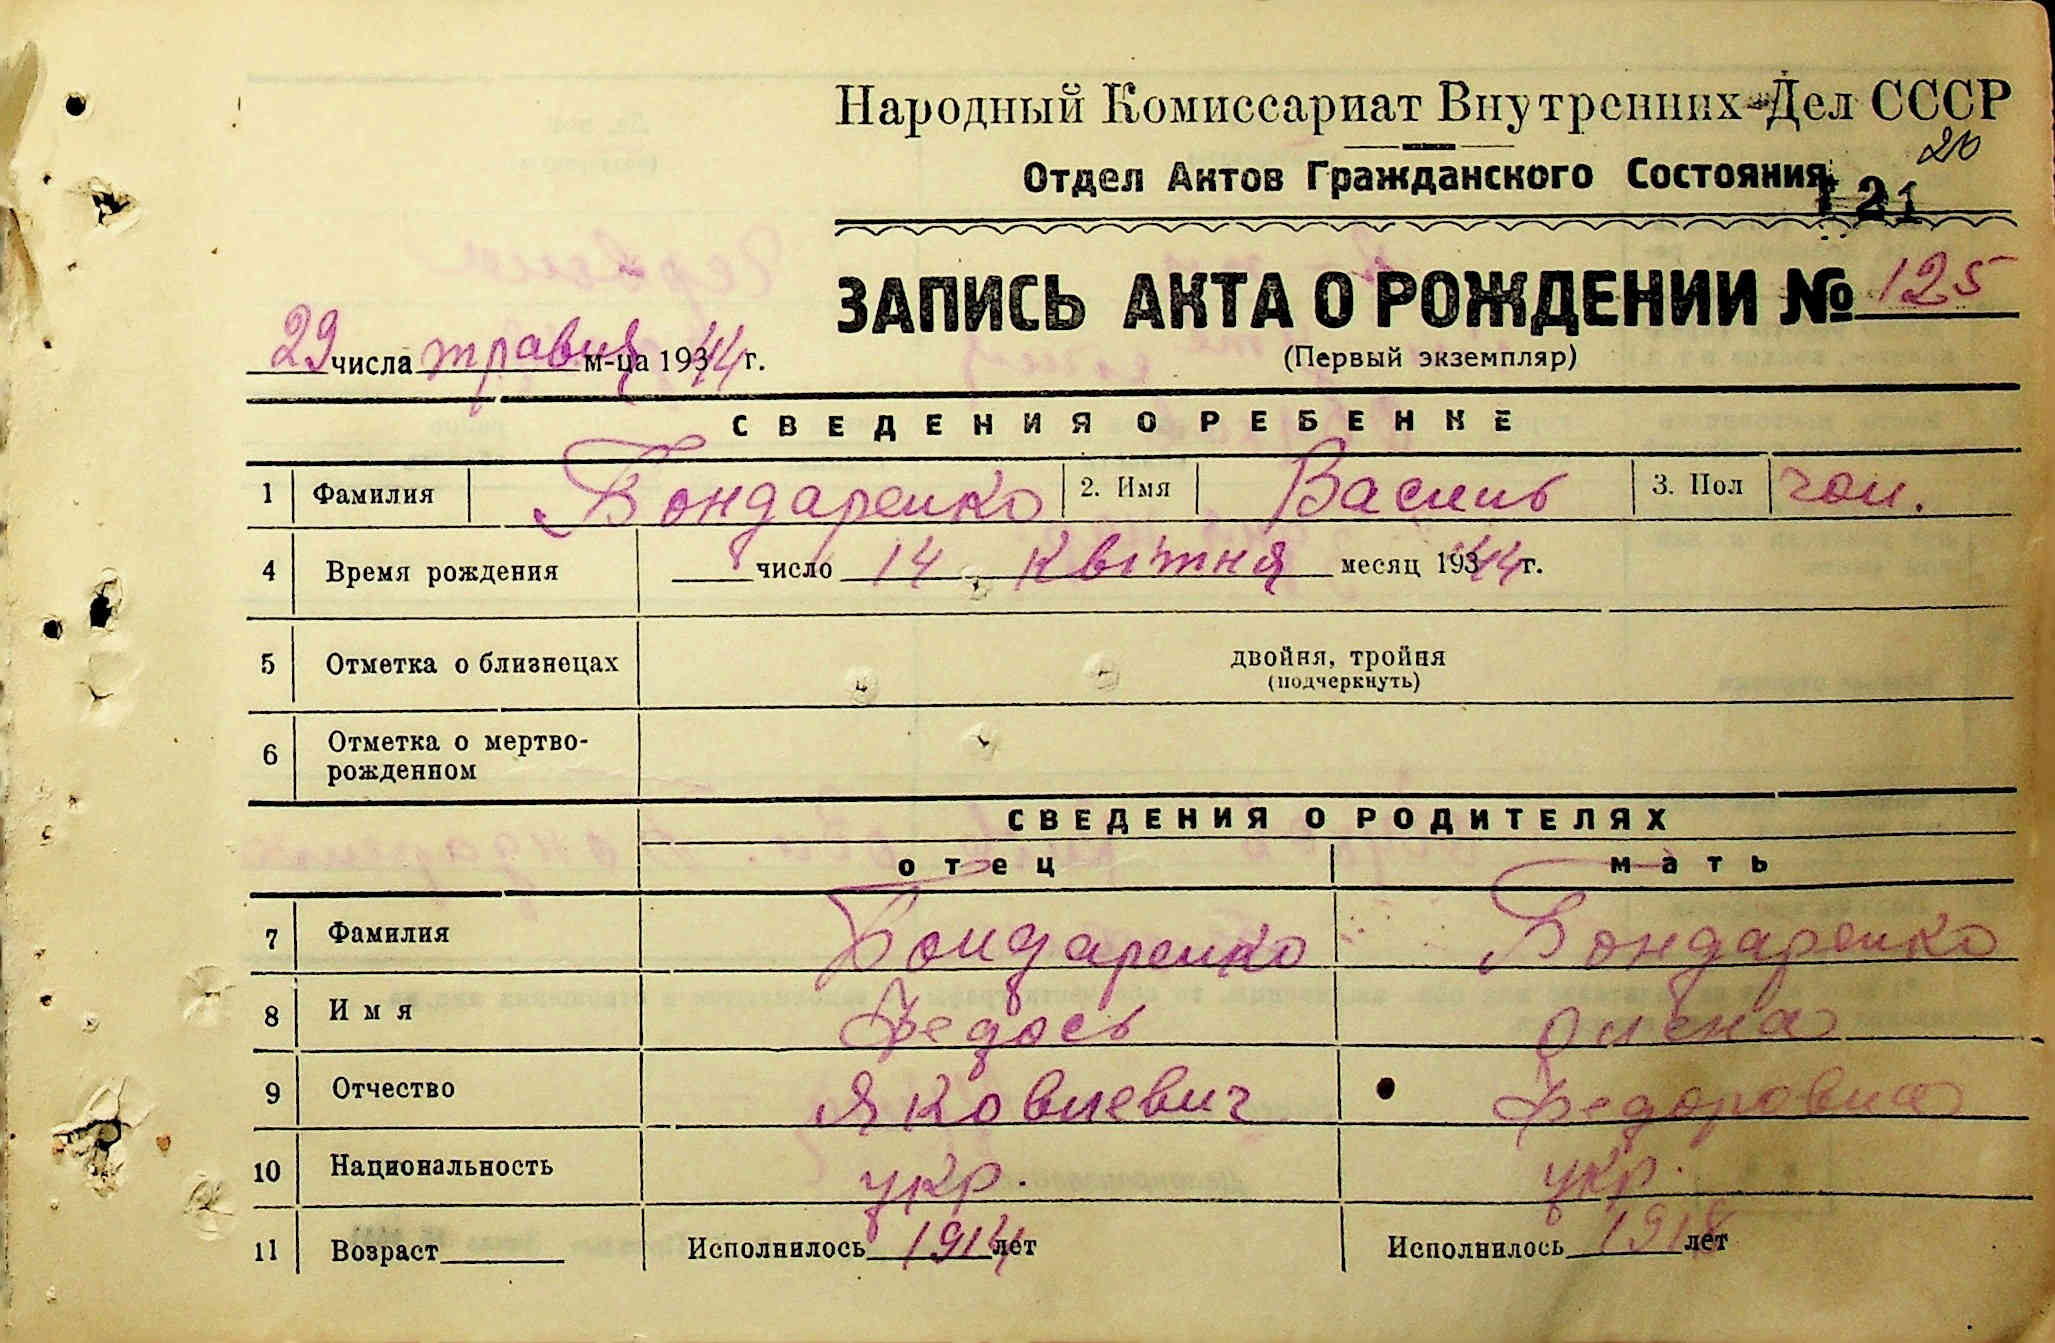 Народный Комиссариат Внутренних Дел СССР
20
Отдел Актов Гражданского Состояния
121
ЗАПИСЬ АКТА О РОЖДЕНИИ № 125
(Первый экземпляр)
29 числа травня м-ца 1944 г.
СВЕДЕНИЯ О РЕБЕНКЕ
1 Фамилия Бондаренко 2. Имя Василь 3. Пол чол.
4 Время рождения число 14 квітня месяц 1944 г.
5 Отметка о близнецах двойня, тройня
(подчеркнуть)
6 Отметка о мертво-
рожденном
СВЕДЕНИЯ О РОДИТЕЛЯХ
отец мать
7 Фамилия Бондаренко Бондаренко
8 Имя Федось Олена
9 Отчество Яковлевич Федоровна
10 Национальность укр. укр.
11 Возраст Исполнилось 1914 лет Исполнилось 1918 лет